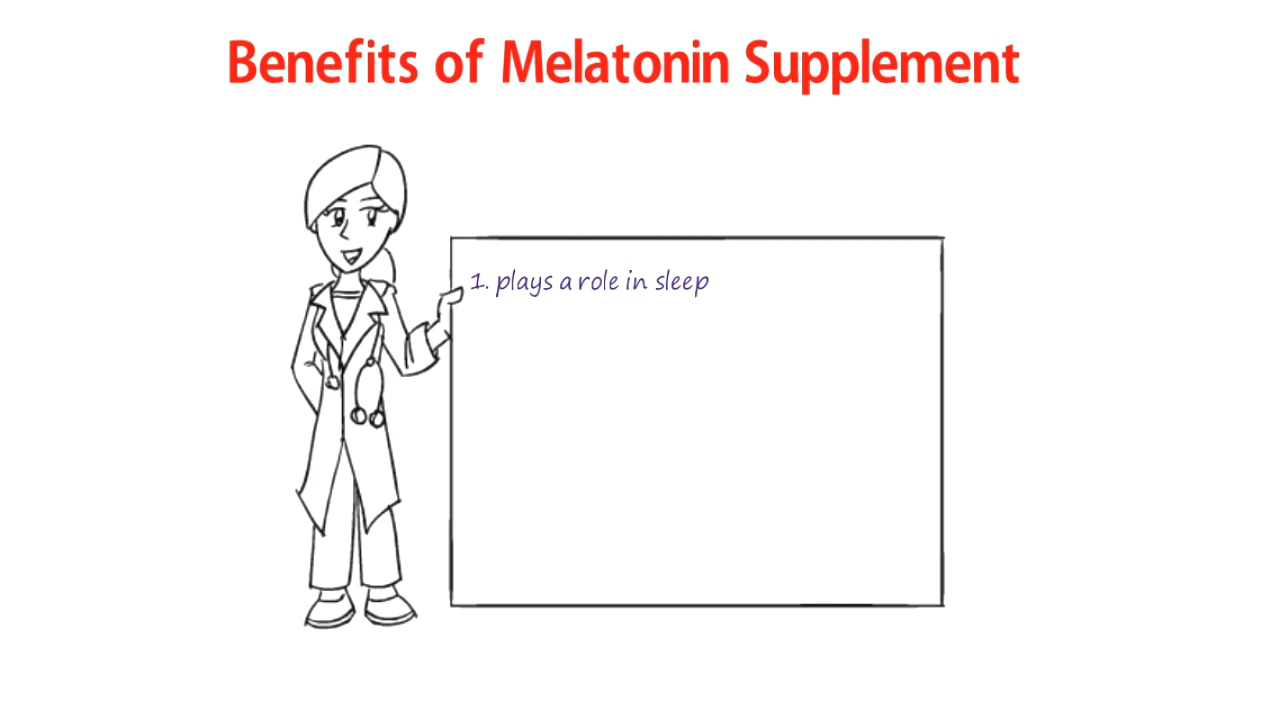 Benefits of Melatonin Supplement
1. plays a role in sleep